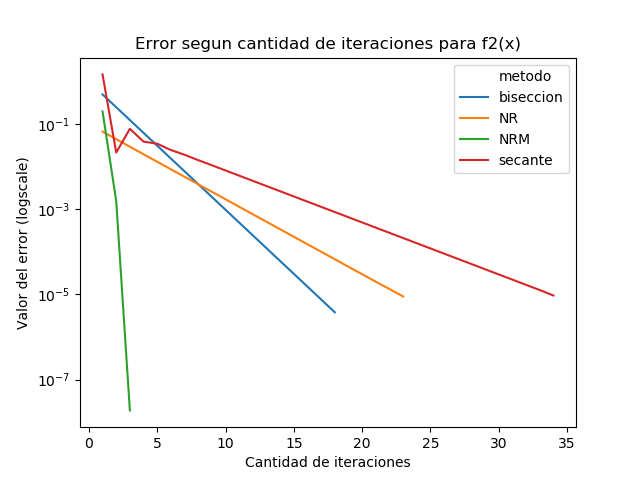 Error segun cantidad de iteraciones para f2(x)
metodo
biseccion
NR
NRM
secante
Valor del error (logscale)
10⁻¹
10⁻³
10⁻⁵
10⁻⁷
0 5 10 15 20 25 30 35
Cantidad de iteraciones